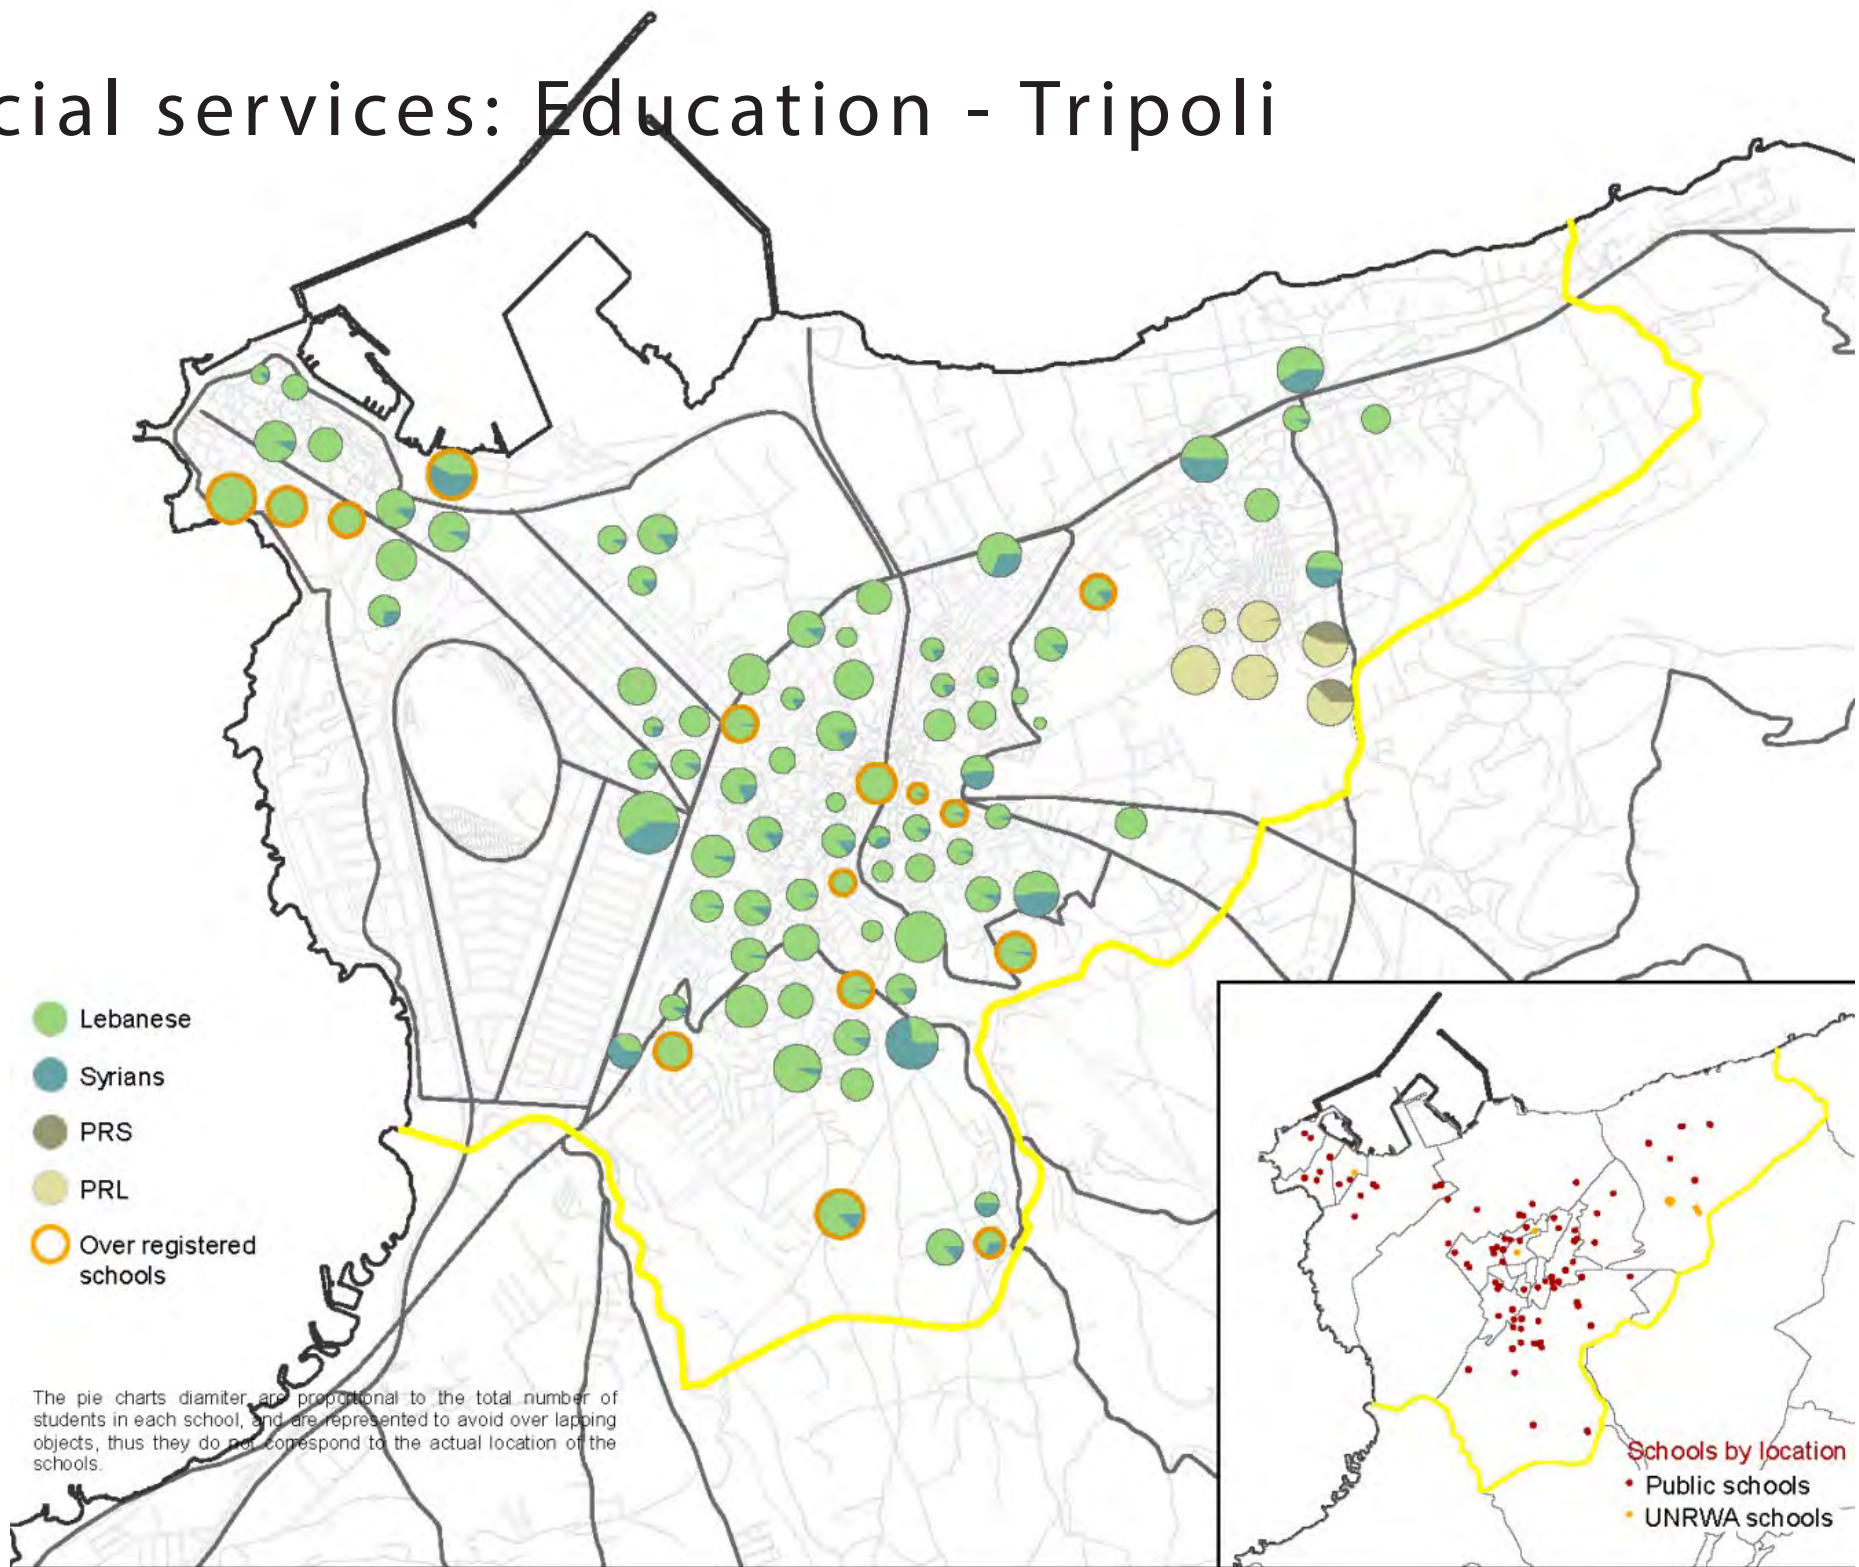 cial services: Education - Tripoli
Lebanese
Syrians
PRS
PRL
Over registered
schools
The pie charts diamiter are proportional to the total number of
students in each school, and are represented to avoid over lapping
objects, thus they do not correspond to the actual location of the
schools.
Schools by location
Public schools
UNRWA schools